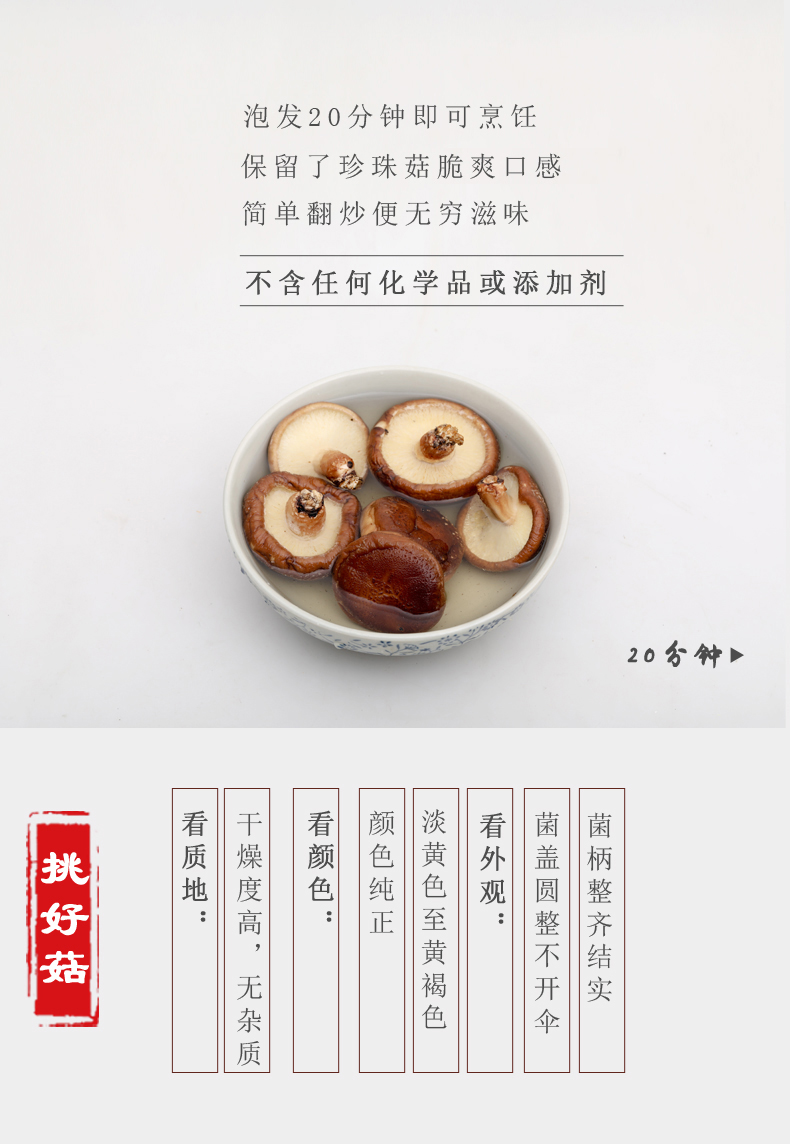 泡发20分钟即可烹饪
保留了珍珠菇脆爽口感
简单翻炒便无穷滋味
不含任何化学品或添加剂
20分钟
挑好菇
看质地：
干燥度高，无杂质
看颜色：
颜色纯正
淡黄色至黄褐色
看外观：
菌盖圆整不开伞
菌柄整齐结实